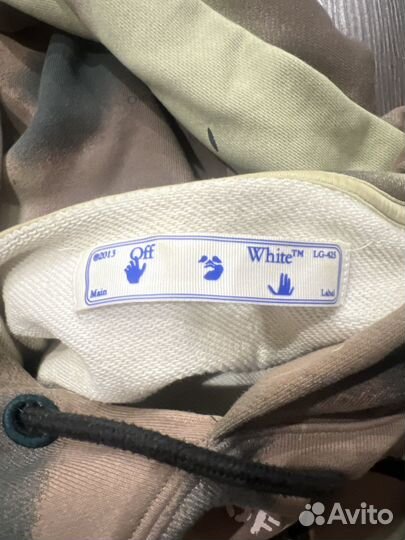 ©2013 Off White™ LG-425
Main Label
Avito